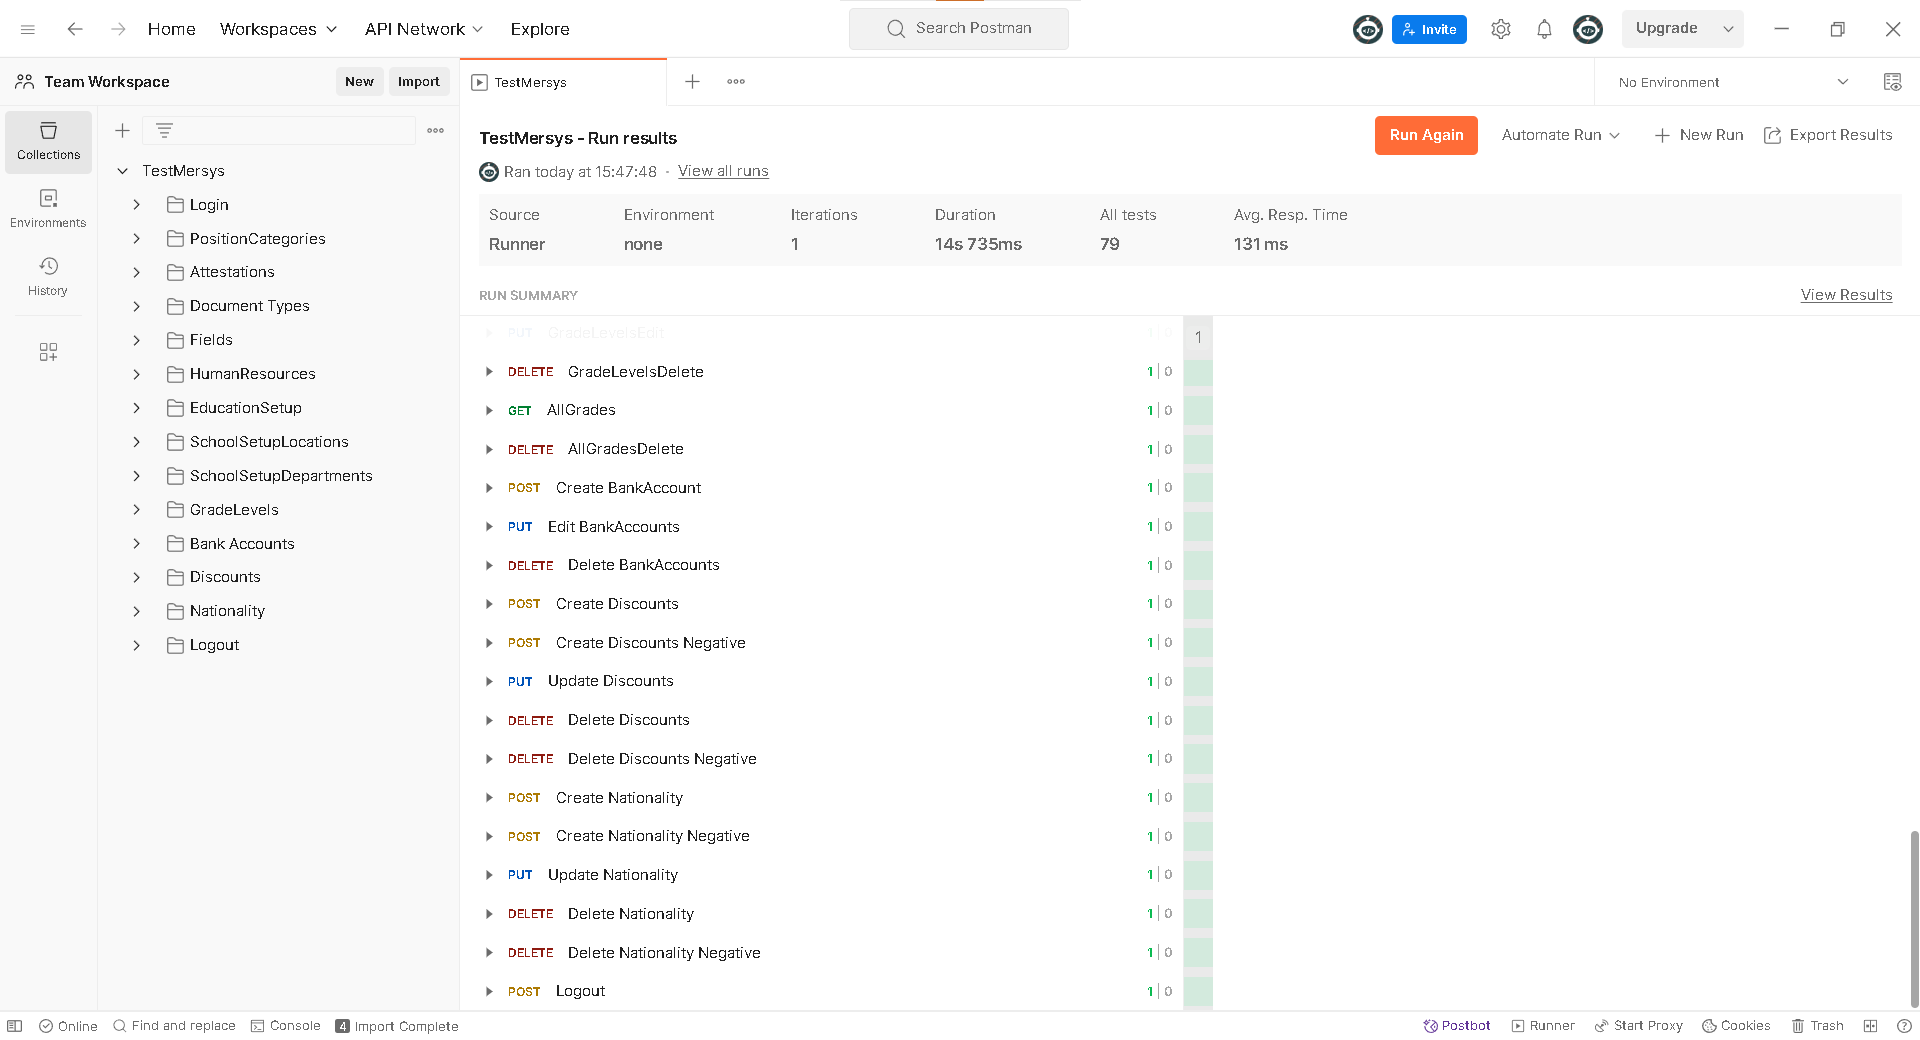 Home Workspaces API Network Explore Search Postman Invite Upgrade
Team Workspace New Import TestMersys No Environment
Collections
Environments
History
TestMersys
Login
PositionCategories
Attestations
Document Types
Fields
HumanResources
EducationSetup
SchoolSetupLocations
SchoolSetupDepartments
GradeLevels
Bank Accounts
Discounts
Nationality
Logout
TestMersys - Run results
Run Again Automate Run New Run Export Results
Ran today at 15:47:48 · View all runs
Source Environment Iterations Duration All tests Avg. Resp. Time
Runner none 1 14s 735ms 79 131 ms
RUN SUMMARY View Results
PUT GradeLevelsEdit 1 | 0 1
DELETE GradeLevelsDelete 1 | 0
GET AllGrades 1 | 0
DELETE AllGradesDelete 1 | 0
POST Create BankAccount 1 | 0
PUT Edit BankAccounts 1 | 0
DELETE Delete BankAccounts 1 | 0
POST Create Discounts 1 | 0
POST Create Discounts Negative 1 | 0
PUT Update Discounts 1 | 0
DELETE Delete Discounts 1 | 0
DELETE Delete Discounts Negative 1 | 0
POST Create Nationality 1 | 0
POST Create Nationality Negative 1 | 0
PUT Update Nationality 1 | 0
DELETE Delete Nationality 1 | 0
DELETE Delete Nationality Negative 1 | 0
POST Logout 1 | 0
Online Find and replace Console 4 Import Complete Postbot Runner Start Proxy Cookies Trash